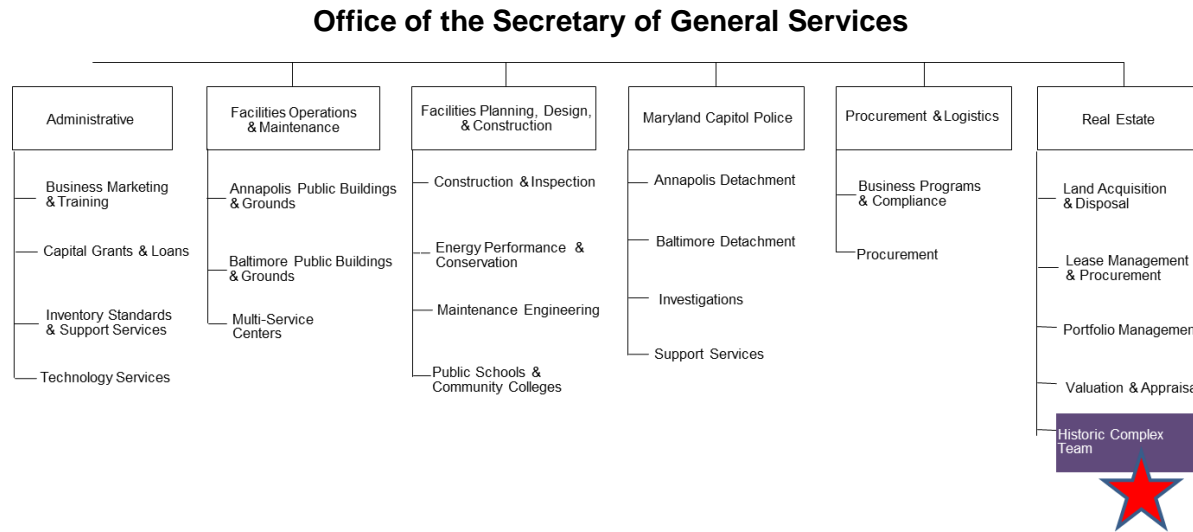 Office of the Secretary of General Services
Administrative
Business Marketing
& Training
Capital Grants & Loans
Inventory Standards
& Support Services
Technology Services
Facilities Operations
& Maintenance
Annapolis Public Buildings
& Grounds
Baltimore Public Buildings
& Grounds
Multi-Service
Centers
Facilities Planning, Design,
& Construction
Construction & Inspection
Energy Performance &
Conservation
Maintenance Engineering
Public Schools &
Community Colleges
Maryland Capitol Police
Annapolis Detachment
Baltimore Detachment
Investigations
Support Services
Procurement & Logistics
Business Programs
& Compliance
Procurement
Real Estate
Land Acquisition
& Disposal
Lease Management
& Procurement
Portfolio Managemen
Valuation & Appraisa
Historic Complex
Team